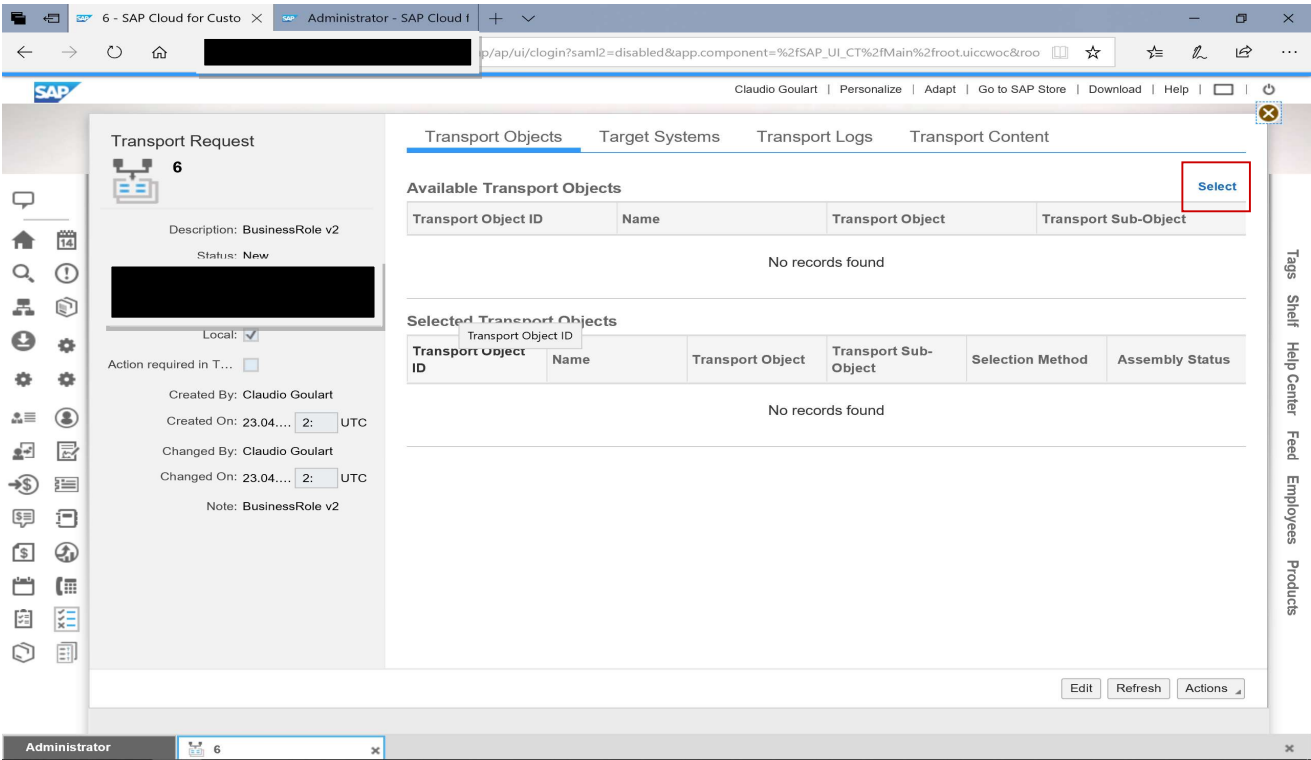 6 - SAP Cloud for Custo
Administrator - SAP Cloud f
p/ap/ui/clogin?saml2=disabled&app.component=%2fSAP_UI_CT%2fMain%2froot.uiccwoc&roo
SAP
Claudio Goulart | Personalize | Adapt | Go to SAP Store | Download | Help
Transport Request
6
Description: BusinessRole v2
Status: New
Local:
Action required in T...
Created By: Claudio Goulart
Created On: 23.04.... 2: UTC
Changed By: Claudio Goulart
Changed On: 23.04.... 2: UTC
Note: BusinessRole v2
Transport Objects Target Systems Transport Logs Transport Content
Available Transport Objects
Select
Transport Object ID Name Transport Object Transport Sub-Object
No records found
Selected Transport Objects
Transport Object ID
Transport Object ID Name Transport Object Transport Sub-Object Selection Method Assembly Status
No records found
Edit Refresh Actions
14
Tags
Shelf
Help Center
Feed
Employees
Products
Administrator
6